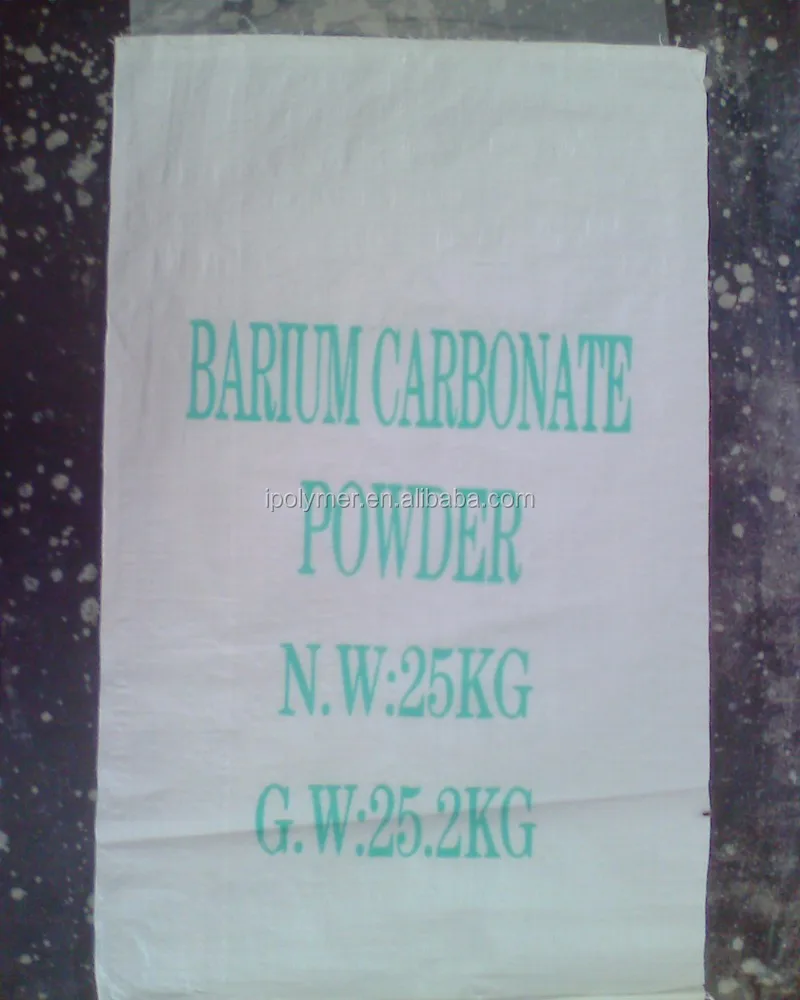 BARIUM CARBONATE
ipolymer.en.alibaba.com
POWDER
N.W:25KG
G.W:25.2KG